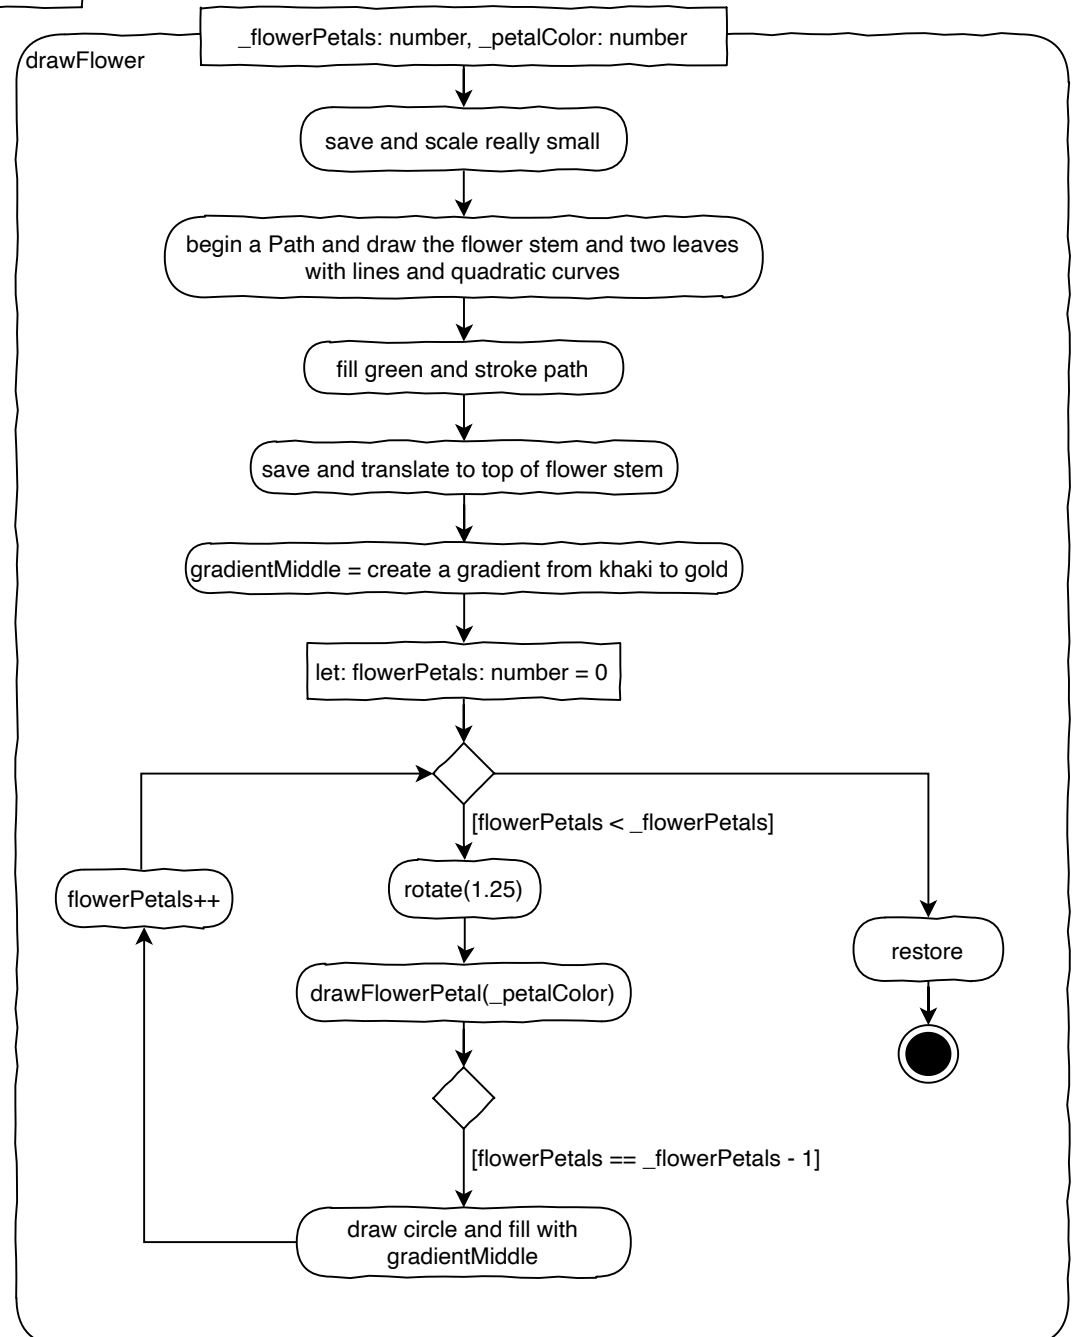 _flowerPetals: number, _petalColor: number
drawFlower
save and scale really small
begin a Path and draw the flower stem and two leaves
with lines and quadratic curves
fill green and stroke path
save and translate to top of flower stem
gradientMiddle = create a gradient from khaki to gold
let: flowerPetals: number = 0
[flowerPetals < _flowerPetals]
flowerPetals++
rotate(1.25)
restore
drawFlowerPetal(_petalColor)
[flowerPetals == _flowerPetals - 1]
draw circle and fill with
gradientMiddle